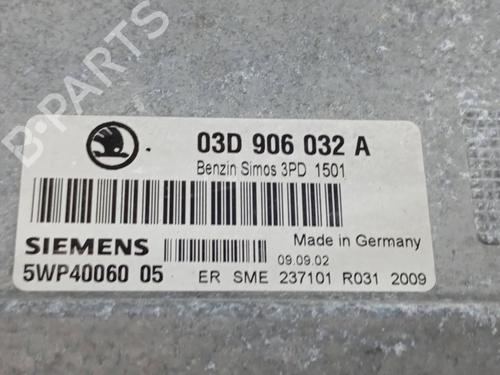 03D 906 032 A
Benzin Simos 3PD 1501
SIEMENS
Made in Germany
09.09.02
5WP40060 05 ER SME 237101 R031 2009
B-PARTS